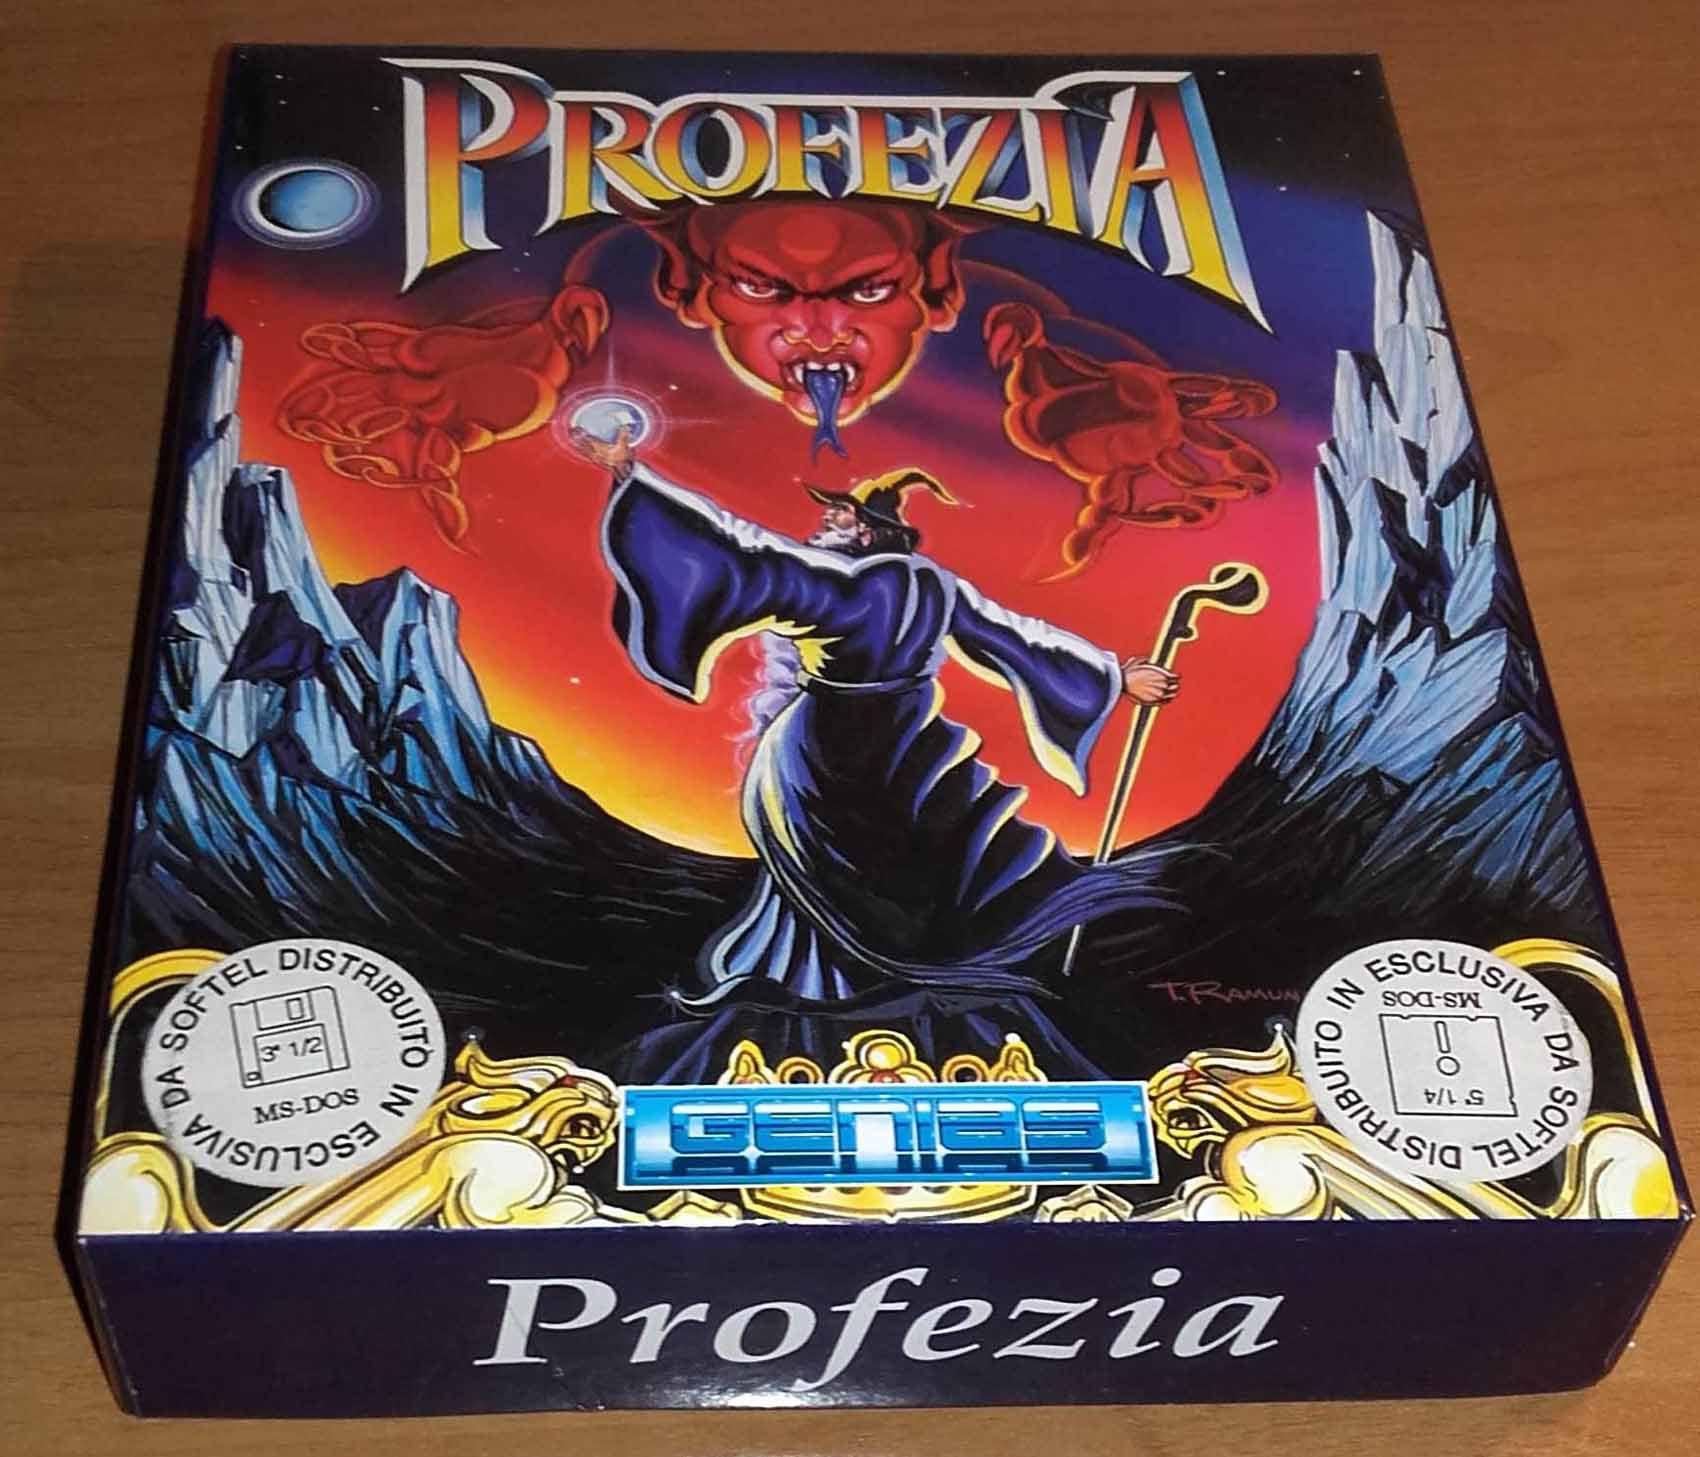 PROFEZIA
T. RAMUN
DISTRIBUITO IN ESCLUSIVA DA SOFTEL
3" 1/2
MS-DOS
GENIAS
DISTRIBUITO IN ESCLUSIVA DA SOFTEL
MS-DOS
5" 1/4
Profezia